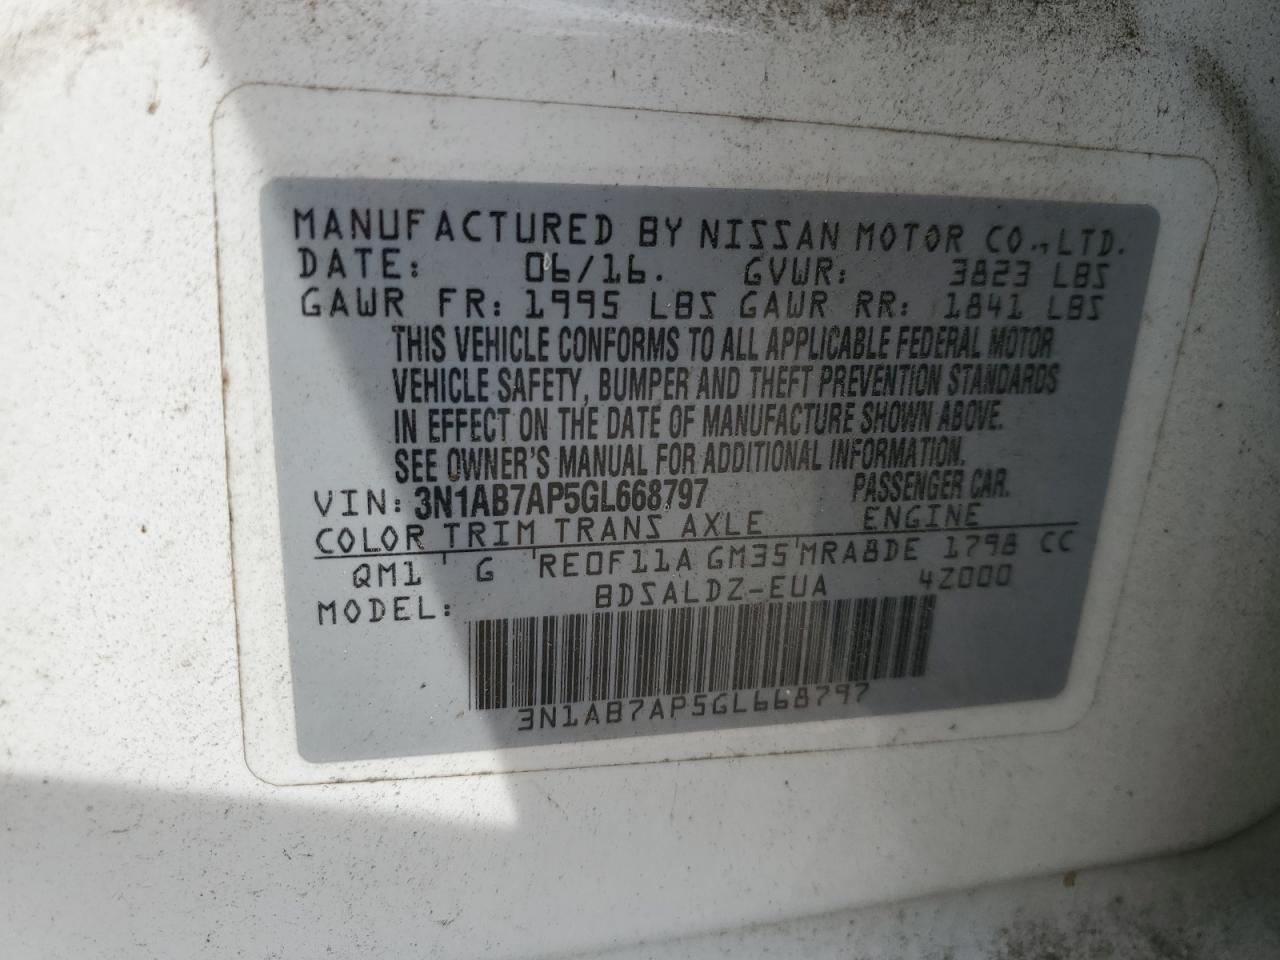 MANUFACTURED BY NISSAN MOTOR CO., LTD.
DATE: 06/16. GVWR: 3823 LBS
GAWR FR: 1995 LBS GAWR RR: 1841 LBS
THIS VEHICLE CONFORMS TO ALL APPLICABLE FEDERAL MOTOR
VEHICLE SAFETY, BUMPER AND THEFT PREVENTION STANDARDS
IN EFFECT ON THE DATE OF MANUFACTURE SHOWN ABOVE.
SEE OWNER'S MANUAL FOR ADDITIONAL INFORMATION.
VIN: 3N1AB7AP5GL668797 PASSENGER CAR.
COLOR TRIM TRANS AXLE ENGINE
QM1 ' G ' RE0F11A GM35 ' MRA8DE 1798 CC
MODEL: BDSALDZ-EUA 4Z000
3N1AB7AP5GL668797